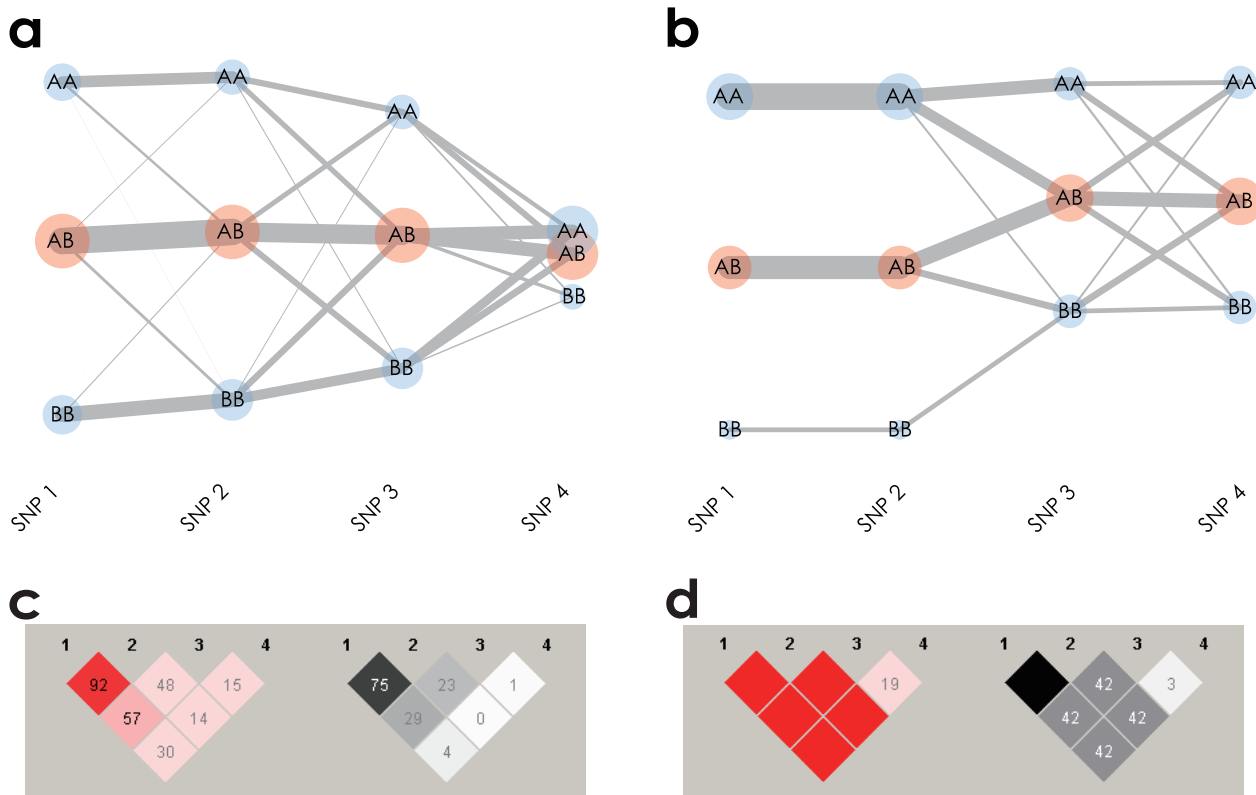 a
AA AA AA AA
AB AB AB AB
BB BB BB BB
SNP 1 SNP 2 SNP 3 SNP 4
b
AA AA AA AA
AB AB AB AB
BB BB BB BB
SNP 1 SNP 2 SNP 3 SNP 4
c
1 2 3 4 1 2 3 4
92 48 15 75 23 1
57 14 29 0
30 4
d
1 2 3 4 1 2 3 4
19 42 3
42 42
42